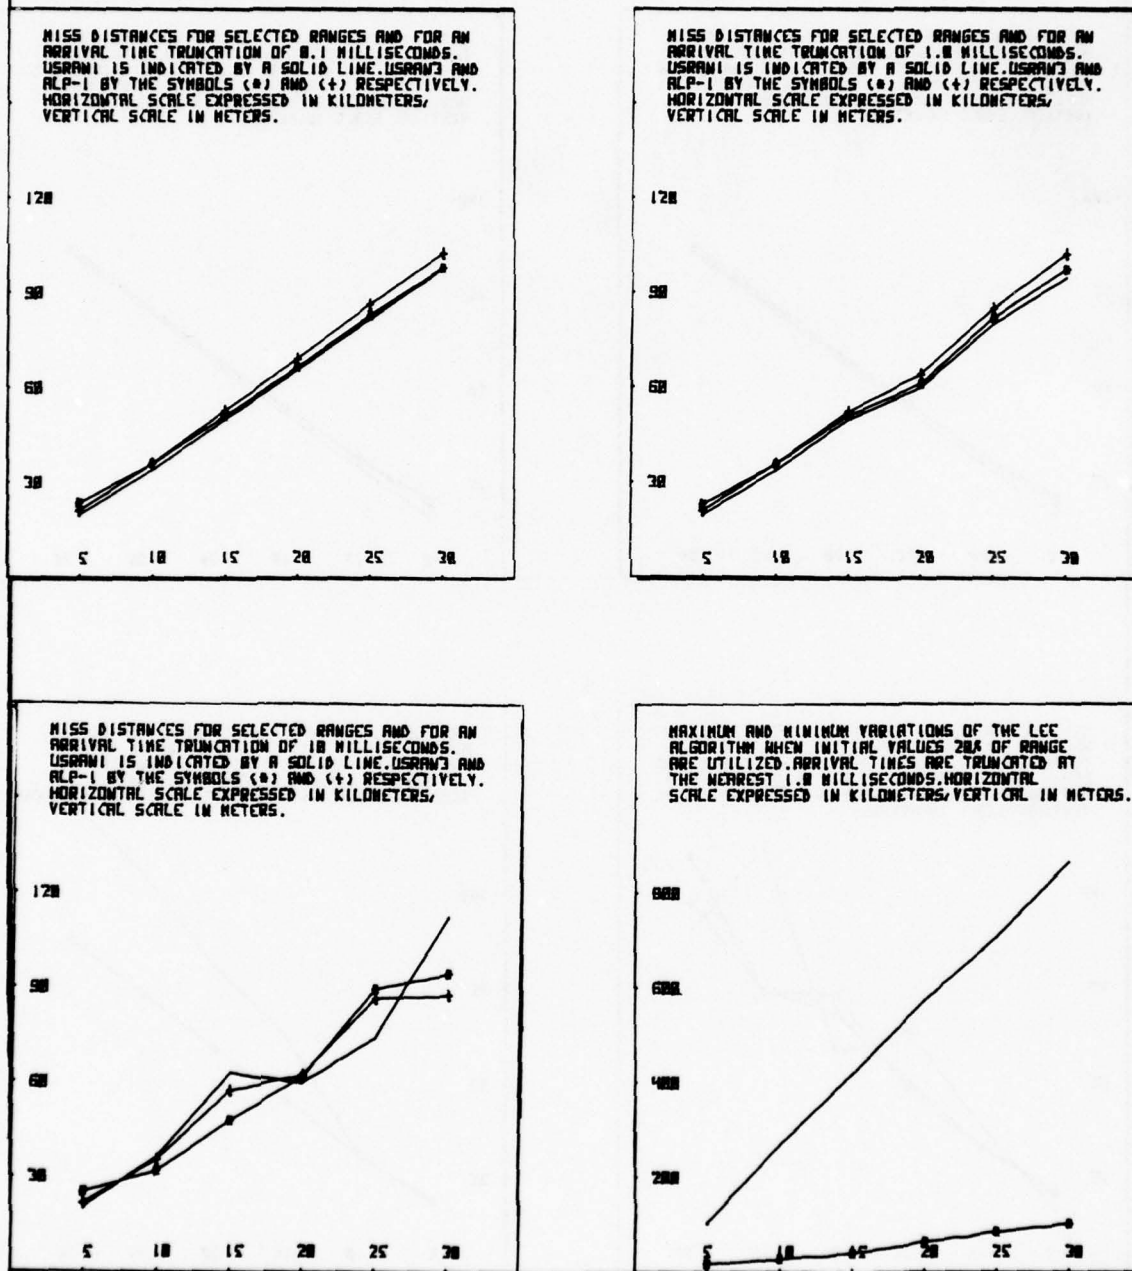 MISS DISTANCES FOR SELECTED RANGES AND FOR AN
ARRIVAL TIME TRUNCATION OF 0.1 MILLISECONDS.
USRAN1 IS INDICATED BY A SOLID LINE.USRAN3 AND
ALP-1 BY THE SYMBOLS (*) AND (+) RESPECTIVELY.
HORIZONTAL SCALE EXPRESSED IN KILOMETERS,
VERTICAL SCALE IN METERS.
120
90
60
30
5 10 15 20 25 30
MISS DISTANCES FOR SELECTED RANGES AND FOR AN
ARRIVAL TIME TRUNCATION OF 1.0 MILLISECONDS.
USRAN1 IS INDICATED BY A SOLID LINE.USRAN3 AND
ALP-1 BY THE SYMBOLS (*) AND (+) RESPECTIVELY.
HORIZONTAL SCALE EXPRESSED IN KILOMETERS,
VERTICAL SCALE IN METERS.
120
90
60
30
5 10 15 20 25 30
MISS DISTANCES FOR SELECTED RANGES AND FOR AN
ARRIVAL TIME TRUNCATION OF 10 MILLISECONDS.
USRAN1 IS INDICATED BY A SOLID LINE.USRAN3 AND
ALP-1 BY THE SYMBOLS (*) AND (+) RESPECTIVELY.
HORIZONTAL SCALE EXPRESSED IN KILOMETERS,
VERTICAL SCALE IN METERS.
120
90
60
30
5 10 15 20 25 30
MAXIMUM AND MINIMUM VARIATIONS OF THE LEE
ALGORITHM WHEN INITIAL VALUES 20% OF RANGE
ARE UTILIZED.ARRIVAL TIMES ARE TRUNCATED AT
THE NEAREST 1.0 MILLISECONDS.HORIZONTAL
SCALE EXPRESSED IN KILOMETERS,VERTICAL IN METERS.
800
600
400
200
5 10 15 20 25 30